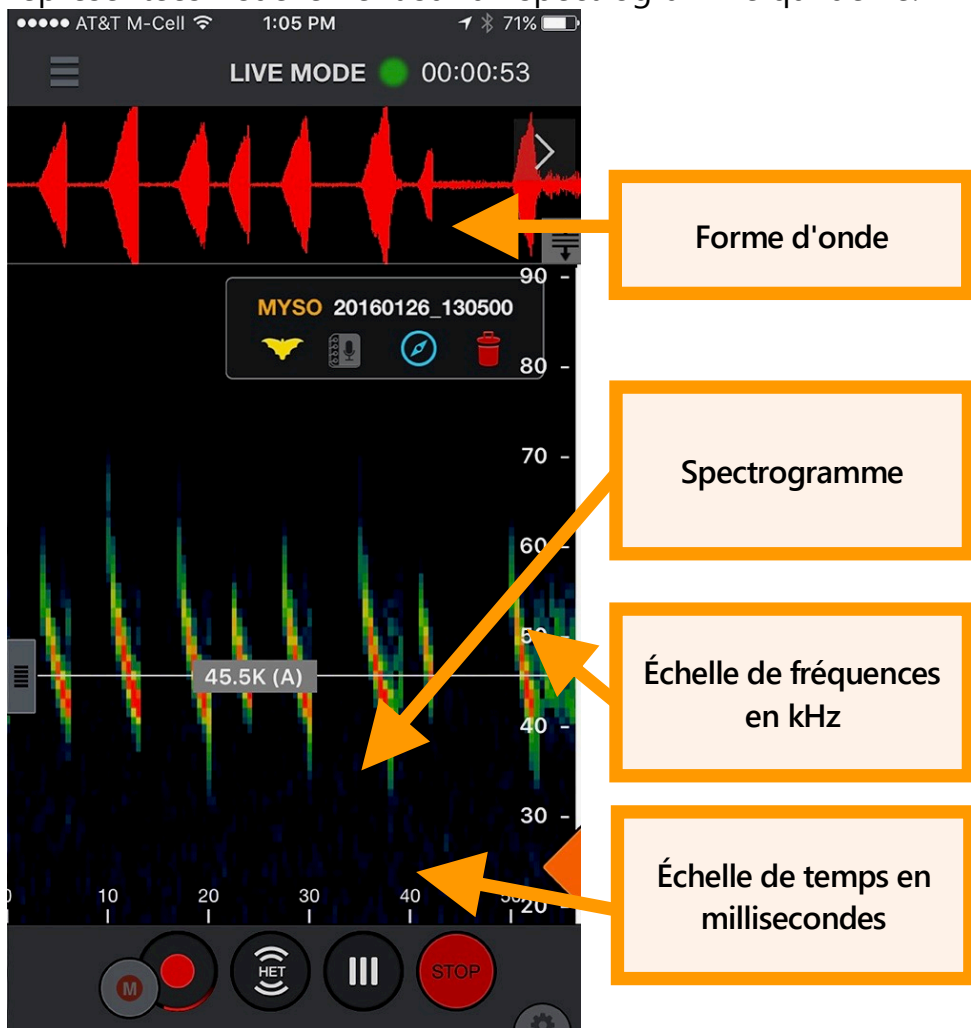 AT&T M-Cell 1:05 PM 71%
LIVE MODE 00:00:53
Forme d'onde
90
MYSO 20160126_130500
80
70
Spectrogramme
60
50
Échelle de fréquences
en kHz
45.5K (A)
40
30
Échelle de temps en
millisecondes
0 10 20 30 40 50
20
M HET STOP